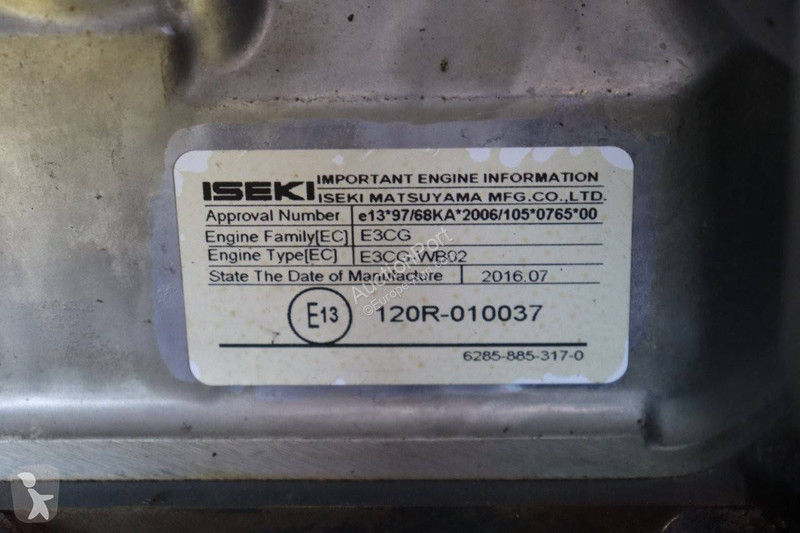 ISEKI IMPORTANT ENGINE INFORMATION
ISEKI MATSUYAMA MFG.CO.,LTD.
Approval Number e13*97/68KA*2006/105*0765*00
Engine Family[EC] E3CG
Engine Type[EC] E3CG-WB02
State The Date of Manufacture 2016.07
E13 120R-010037
6285-885-317-0
AuctionPort